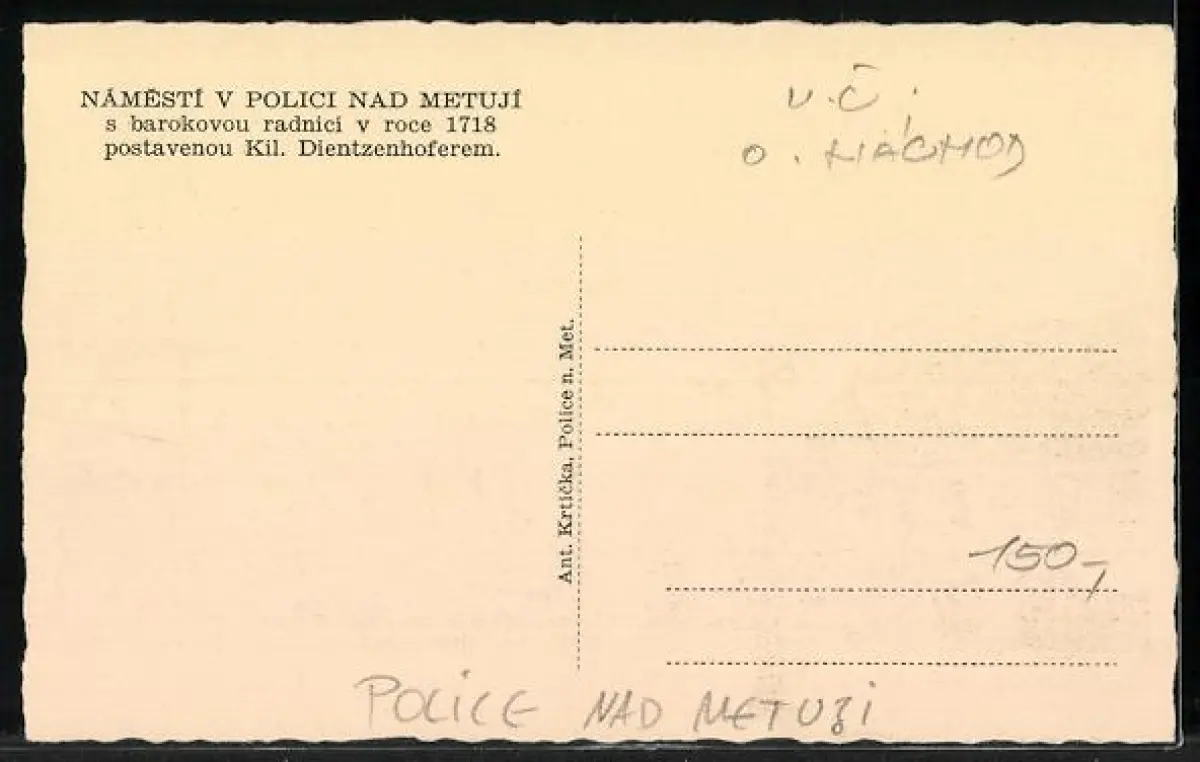 NÁMĚSTÍ V POLICI NAD METUJÍ
s barokovou radnicí v roce 1718
postavenou Kil. Dientzenhoferem.
V.Č.
O. NÁCHOD
Ant. Krtička, Police n. Met.
150,-
POLICE NAD METUJI